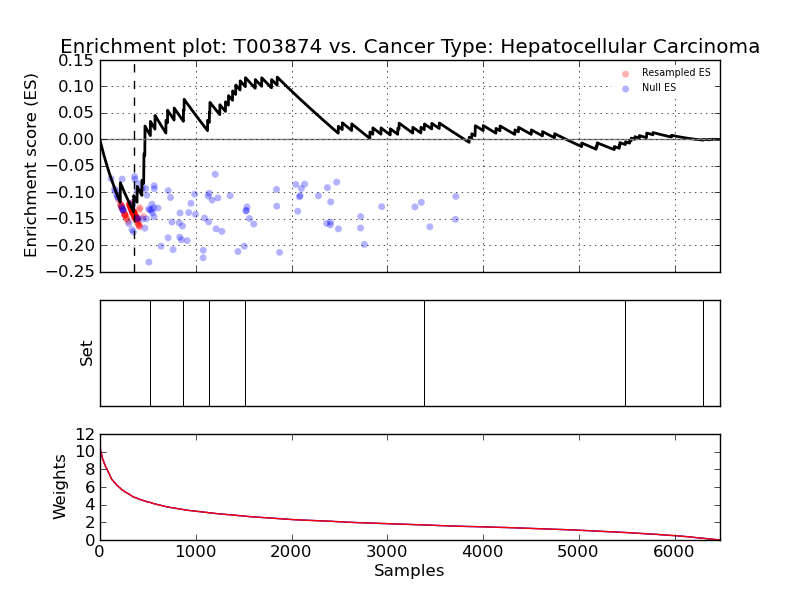 Enrichment plot: T003874 vs. Cancer Type: Hepatocellular Carcinoma
Enrichment score (ES)
0.15
0.10
0.05
0.00
−0.05
−0.10
−0.15
−0.20
−0.25
Resampled ES
Null ES
Set
Weights
12
10
8
6
4
2
0
0 1000 2000 3000 4000 5000 6000
Samples